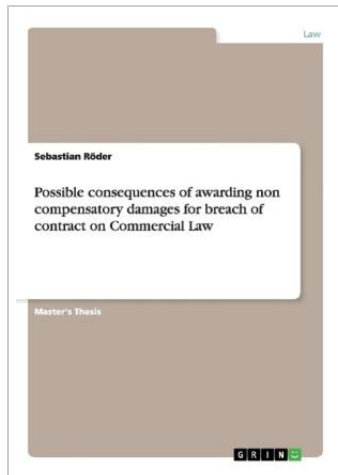 Law
Sebastian Röder
Possible consequences of awarding non
compensatory damages for breach of
contract on Commercial Law
Master's Thesis
GRIN